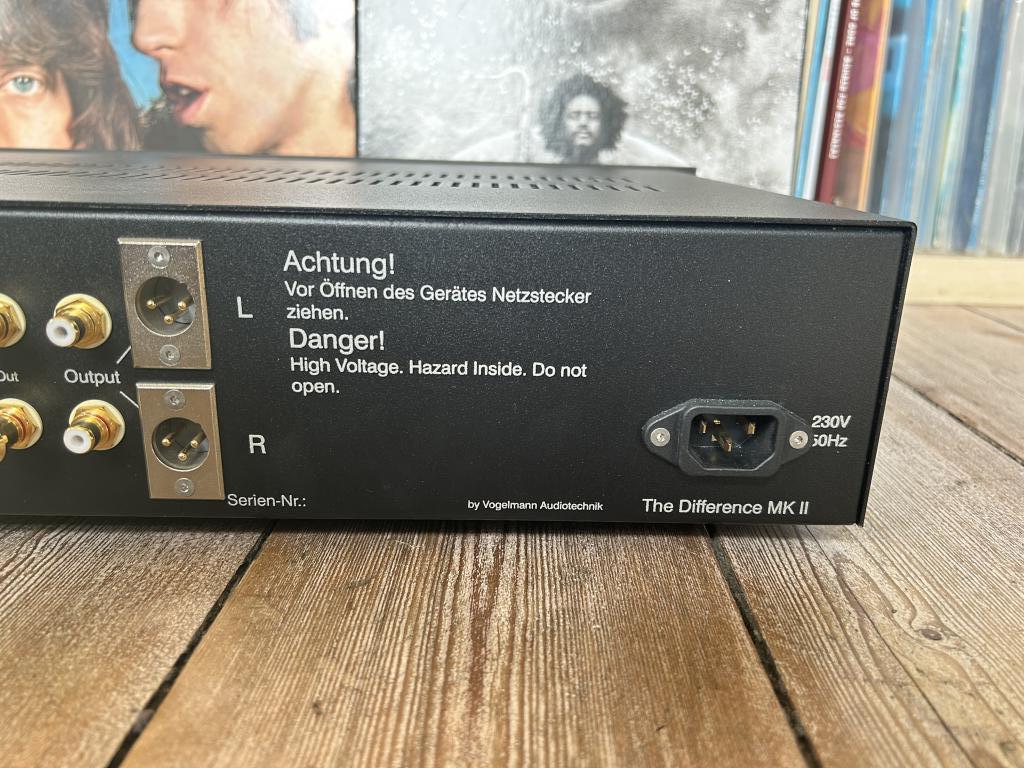 Achtung!
Vor Öffnen des Gerätes Netzstecker
ziehen.
Danger!
High Voltage. Hazard Inside. Do not
open.
L
Out
Output
R
230V
50Hz
Serien-Nr.:
by Vogelmann Audiotechnik
The Difference MK II